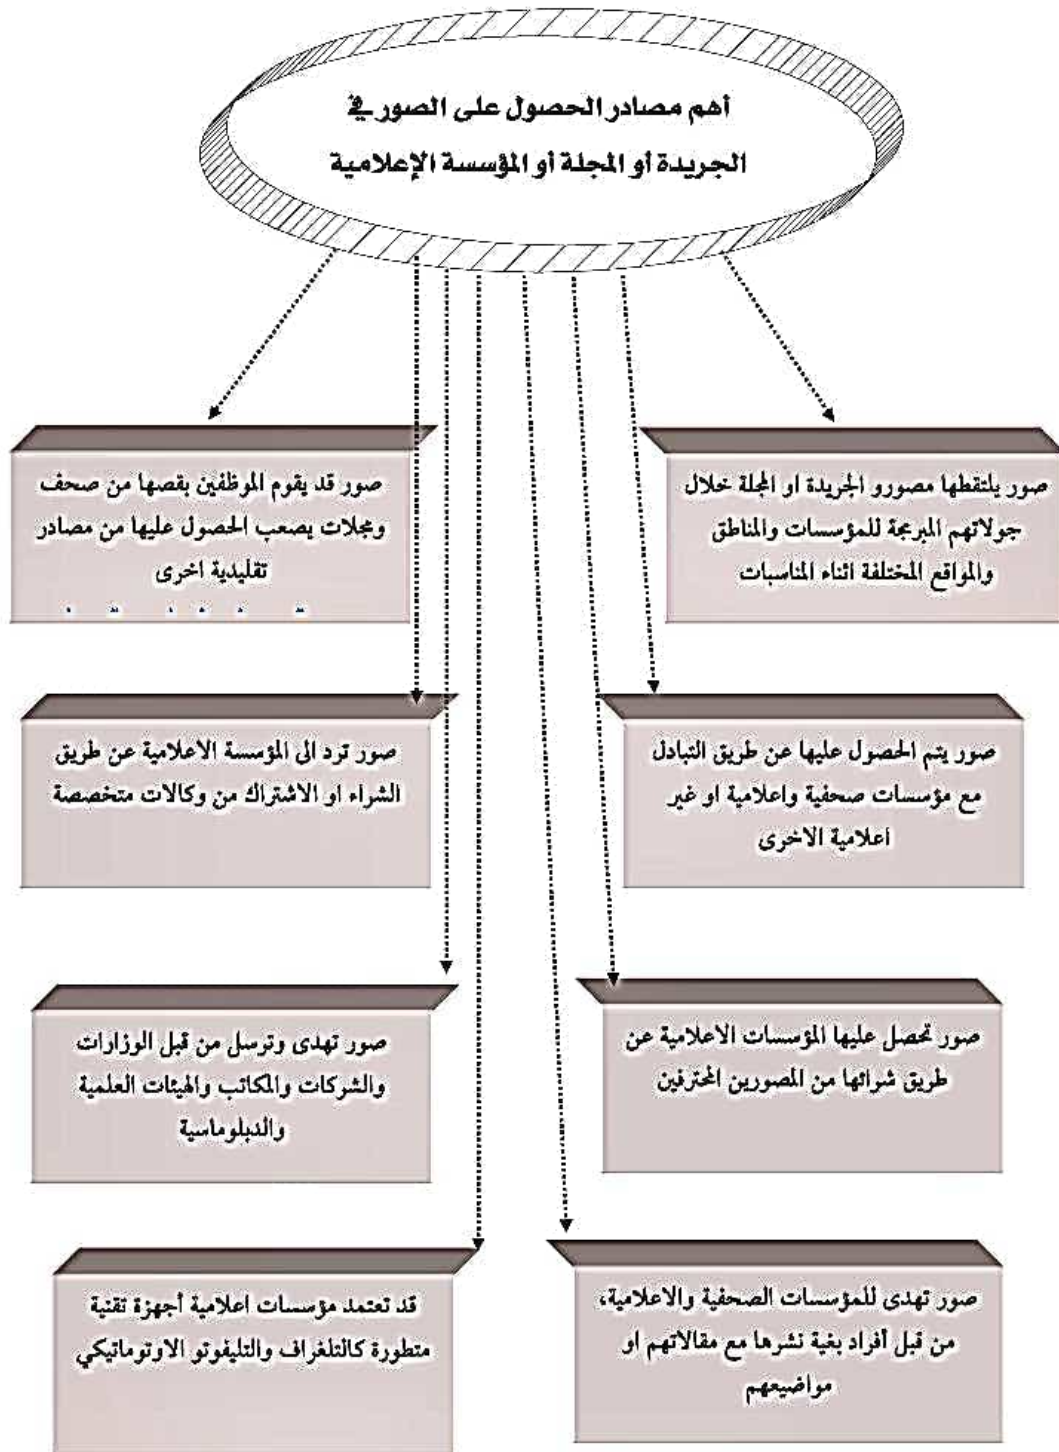 أهم مصادر الحصول على الصور في
الجريدة أو المجلة أو المؤسسة الإعلامية
صور يلتقطها مصورو الجريدة او المجلة خلال
جولاتهم المبرمجة للمؤسسات والمناطق
والمواقع المختلفة اثناء المناسبات
صور قد يقوم الموظفين بقصها من صحف
ومجلات يصعب الحصول عليها من مصادر
تقليدية اخرى
صور يتم الحصول عليها عن طريق التبادل
مع مؤسسات صحفية واعلامية او غير
اعلامية الاخرى
صور ترد الى المؤسسة الاعلامية عن طريق
الشراء او الاشتراك من وكالات متخصصة
صور تحصل عليها المؤسسات الاعلامية عن
طريق شرائها من المصورين المحترفين
صور تهدى وترسل من قبل الوزارات
والشركات والمكاتب والهيئات العلمية
والدبلوماسية
صور تهدى للمؤسسات الصحفية والاعلامية،
من قبل أفراد بغية نشرها مع مقالاتهم او
مواضيعهم
قد تعتمد مؤسسات اعلامية أجهزة تقنية
متطورة كالتلغراف والتليفوتو الاوتوماتيكي